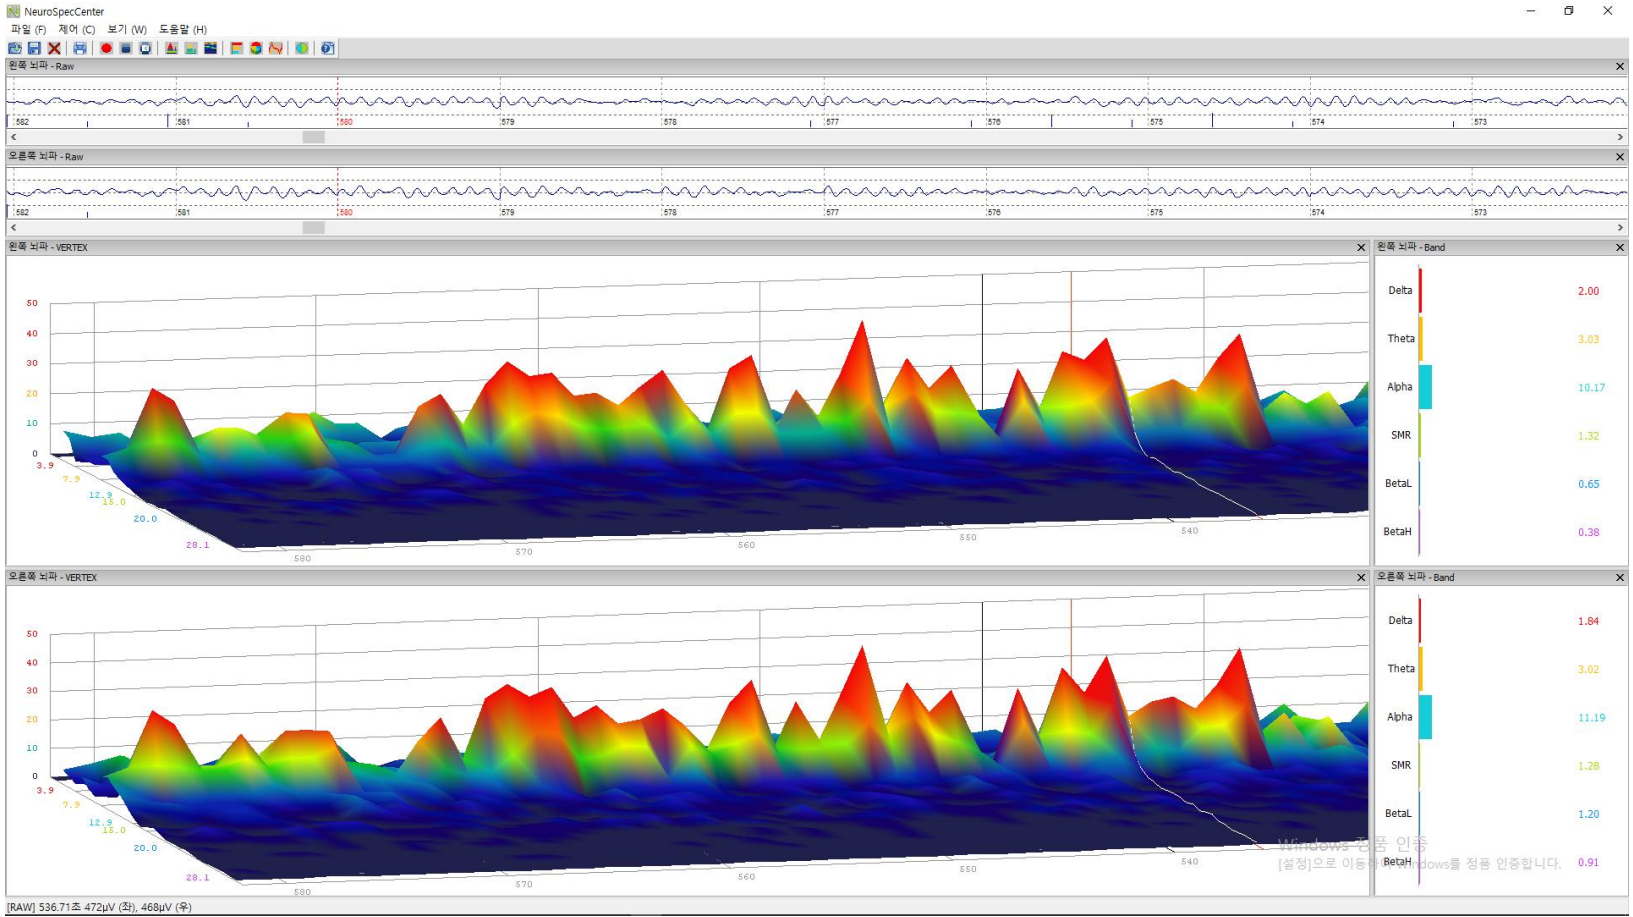 NeuroSpecCenter
파일 (F) 제어 (C) 보기 (W) 도움말 (H)
왼쪽 뇌파 - Raw
582 581 580 579 578 577 576 575 574 573
오른쪽 뇌파 - Raw
582 581 580 579 578 577 576 575 574 573
왼쪽 뇌파 - VERTEX
50
40
30
20
10
0
3.9
7.9
12.9
15.0
20.0
28.1
580 570 560 550 540
왼쪽 뇌파 - Band
Delta 2.00
Theta 3.03
Alpha 10.17
SMR 1.32
BetaL 0.65
BetaH 0.38
오른쪽 뇌파 - VERTEX
50
40
30
20
10
0
3.9
7.9
12.9
15.0
20.0
28.1
580 570 560 550 540
오른쪽 뇌파 - Band
Delta 1.84
Theta 3.02
Alpha 11.19
SMR 1.28
BetaL 1.20
BetaH 0.91
Windows 정품 인증
[설정]으로 이동하여 Windows를 정품 인증합니다.
[RAW] 536.71초 472μV (좌), 468μV (우)